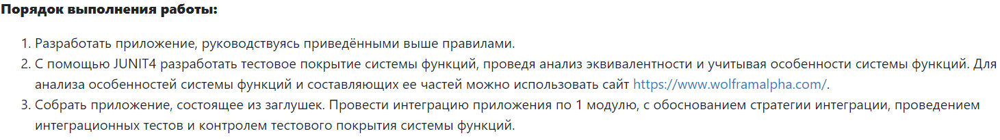 Порядок выполнения работы:
1. Разработать приложение, руководствуясь приведёнными выше правилами.
2. С помощью JUNIT4 разработать тестовое покрытие системы функций, проведя анализ эквивалентности и учитывая особенности системы функций. Для
анализа особенностей системы функций и составляющих ее частей можно использовать сайт https://www.wolframalpha.com/.
3. Собрать приложение, состоящее из заглушек. Провести интеграцию приложения по 1 модулю, с обоснованием стратегии интеграции, проведением
интеграционных тестов и контролем тестового покрытия системы функций.